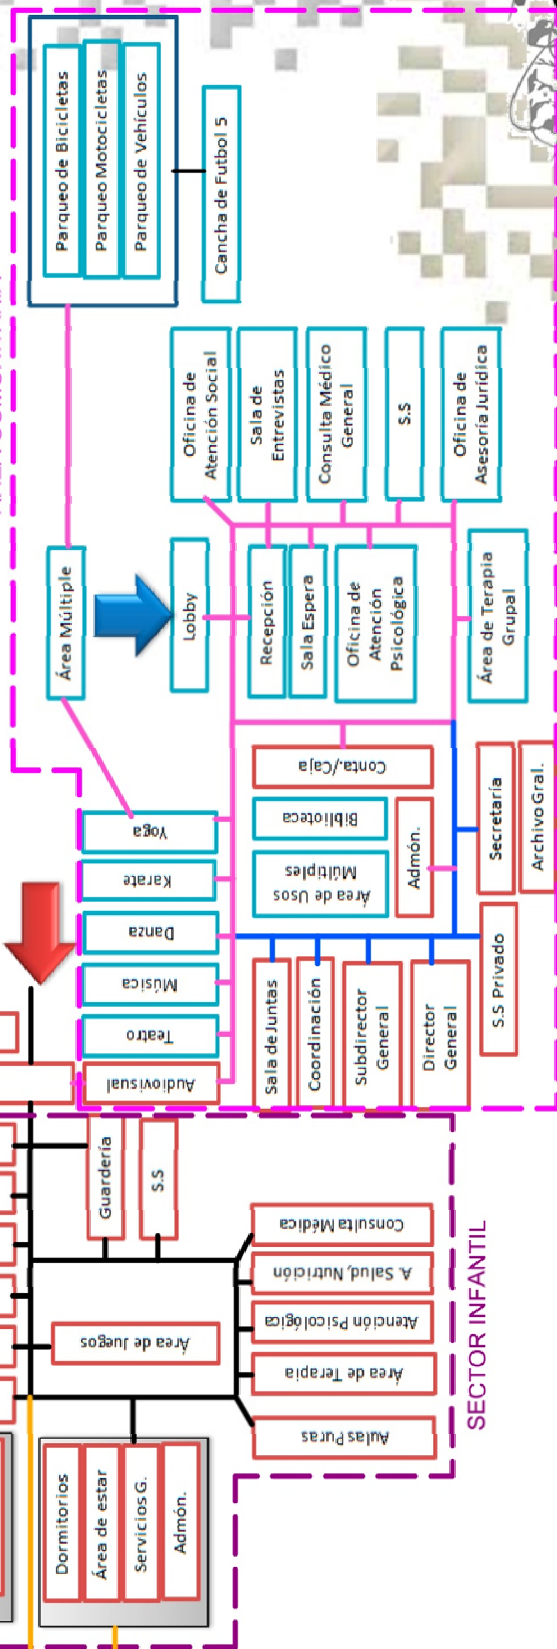 Parqueo de Bicicletas
Parqueo Motocicletas
Parqueo de Vehículos
Cancha de Futbol 5
Oficina de
Atención Social
Sala de
Entrevistas
Consulta Médico
General
S.S
Oficina de
Asesoría Jurídica
Área Múltiple
Lobby
Recepción
Sala Espera
Oficina de
Atención
Psicológica
Área de Terapia
Grupal
Yoga
Karate
Danza
Música
Teatro
Audiovisual
Conta./Caja
Biblioteca
Área de Usos
Múltiples
Admón.
Secretaría
Archivo Gral.
S.S Privado
Sala de Juntas
Coordinación
Subdirector
General
Director
General
Guardería
S.S
Área de Juegos
Consulta Médica
A. Salud, Nutrición
Atención Psicológica
Área de Terapia
Aulas Puras
SECTOR INFANTIL
Dormitorios
Área de estar
Servicios G.
Admón.